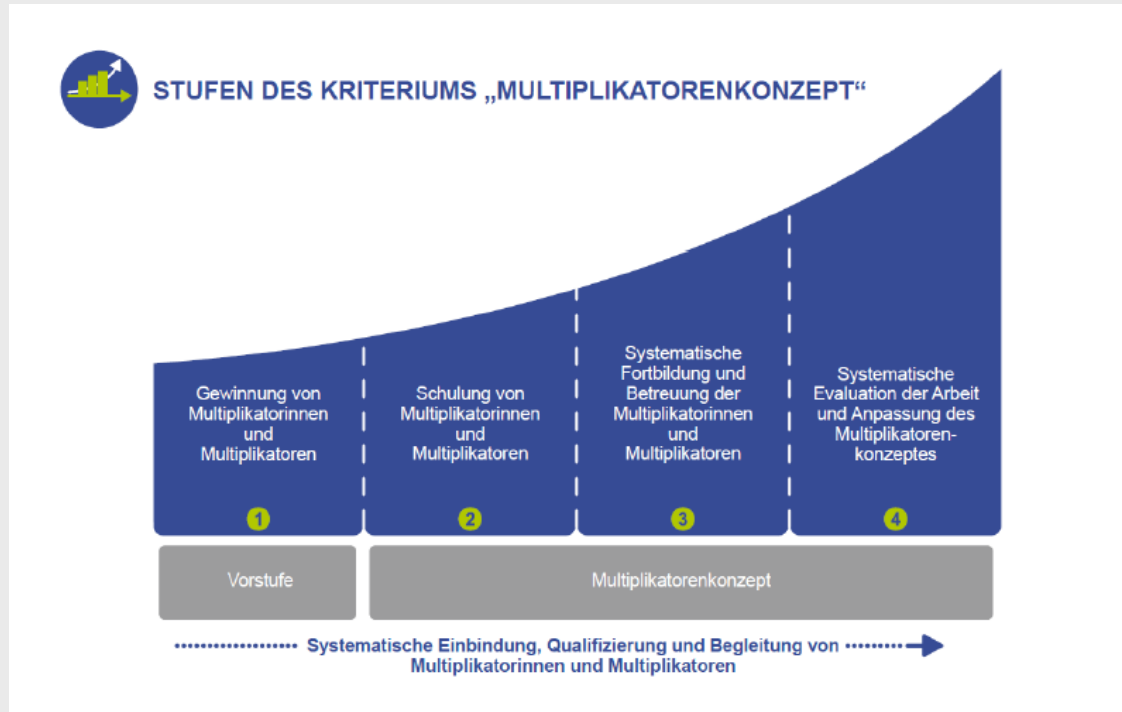 STUFEN DES KRITERIUMS „MULTIPLIKATORENKONZEPT“
Gewinnung von
Multiplikatorinnen
und
Multiplikatoren
1
Schulung von
Multiplikatorinnen
und
Multiplikatoren
2
Systematische
Fortbildung und
Betreuung der
Multiplikatorinnen
und
Multiplikatoren
3
Systematische
Evaluation der Arbeit
und Anpassung des
Multiplikatoren-
konzeptes
4
Vorstufe
Multiplikatorenkonzept
Systematische Einbindung, Qualifizierung und Begleitung von
Multiplikatorinnen und Multiplikatoren